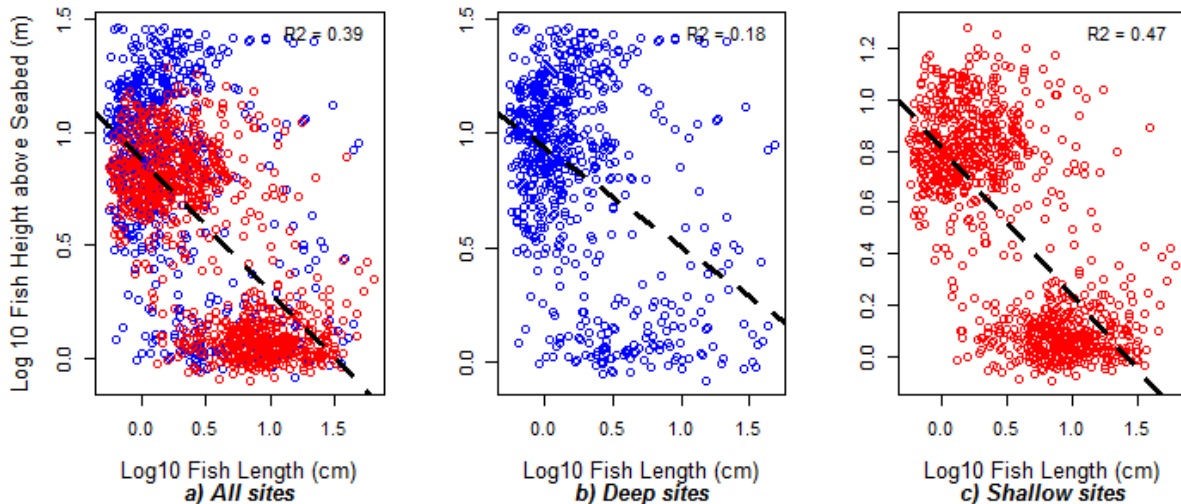 Log 10 Fish Height above Seabed (m)
1.5
1.0
0.5
0.0
R2 = 0.39
0.0 0.5 1.0 1.5
Log10 Fish Length (cm)
a) All sites
1.5
1.0
0.5
0.0
R2 = 0.18
0.0 0.5 1.0 1.5
Log10 Fish Length (cm)
b) Deep sites
1.2
1.0
0.8
0.6
0.4
0.2
0.0
R2 = 0.47
0.0 0.5 1.0 1.5
Log10 Fish Length (cm)
c) Shallow sites